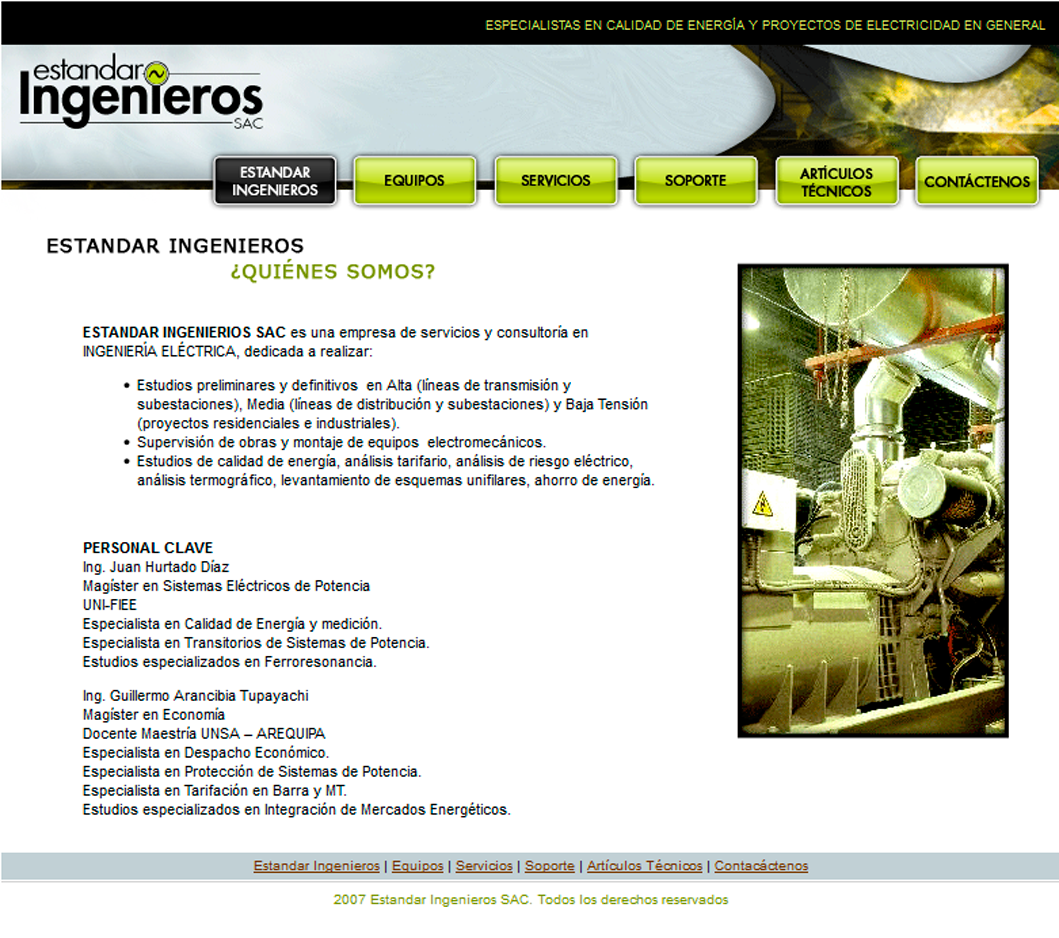 ESPECIALISTAS EN CALIDAD DE ENERGÍA Y PROYECTOS DE ELECTRICIDAD EN GENERAL
estandar
Ingenieros
SAC
ESTANDAR
INGENIEROS
EQUIPOS
SERVICIOS
SOPORTE
ARTÍCULOS
TÉCNICOS
CONTÁCTENOS
ESTANDAR INGENIEROS
¿QUIÉNES SOMOS?
ESTANDAR INGENIERIOS SAC es una empresa de servicios y consultoría en
INGENIERÍA ELÉCTRICA, dedicada a realizar:
• Estudios preliminares y definitivos en Alta (líneas de transmisión y
subestaciones), Media (líneas de distribución y subestaciones) y Baja Tensión
(proyectos residenciales e industriales).
• Supervisión de obras y montaje de equipos electromecánicos.
• Estudios de calidad de energía, análisis tarifario, análisis de riesgo eléctrico,
análisis termográfico, levantamiento de esquemas unifilares, ahorro de energía.
PERSONAL CLAVE
Ing. Juan Hurtado Díaz
Magíster en Sistemas Eléctricos de Potencia
UNI-FIEE
Especialista en Calidad de Energía y medición.
Especialista en Transitorios de Sistemas de Potencia.
Estudios especializados en Ferroresonancia.
Ing. Guillermo Arancibia Tupayachi
Magíster en Economía
Docente Maestría UNSA – AREQUIPA
Especialista en Despacho Económico.
Especialista en Protección de Sistemas de Potencia.
Especialista en Tarifación en Barra y MT.
Estudios especializados en Integración de Mercados Energéticos.
Estandar Ingenieros | Equipos | Servicios | Soporte | Artículos Técnicos | Contacáctenos
2007 Estandar Ingenieros SAC. Todos los derechos reservados